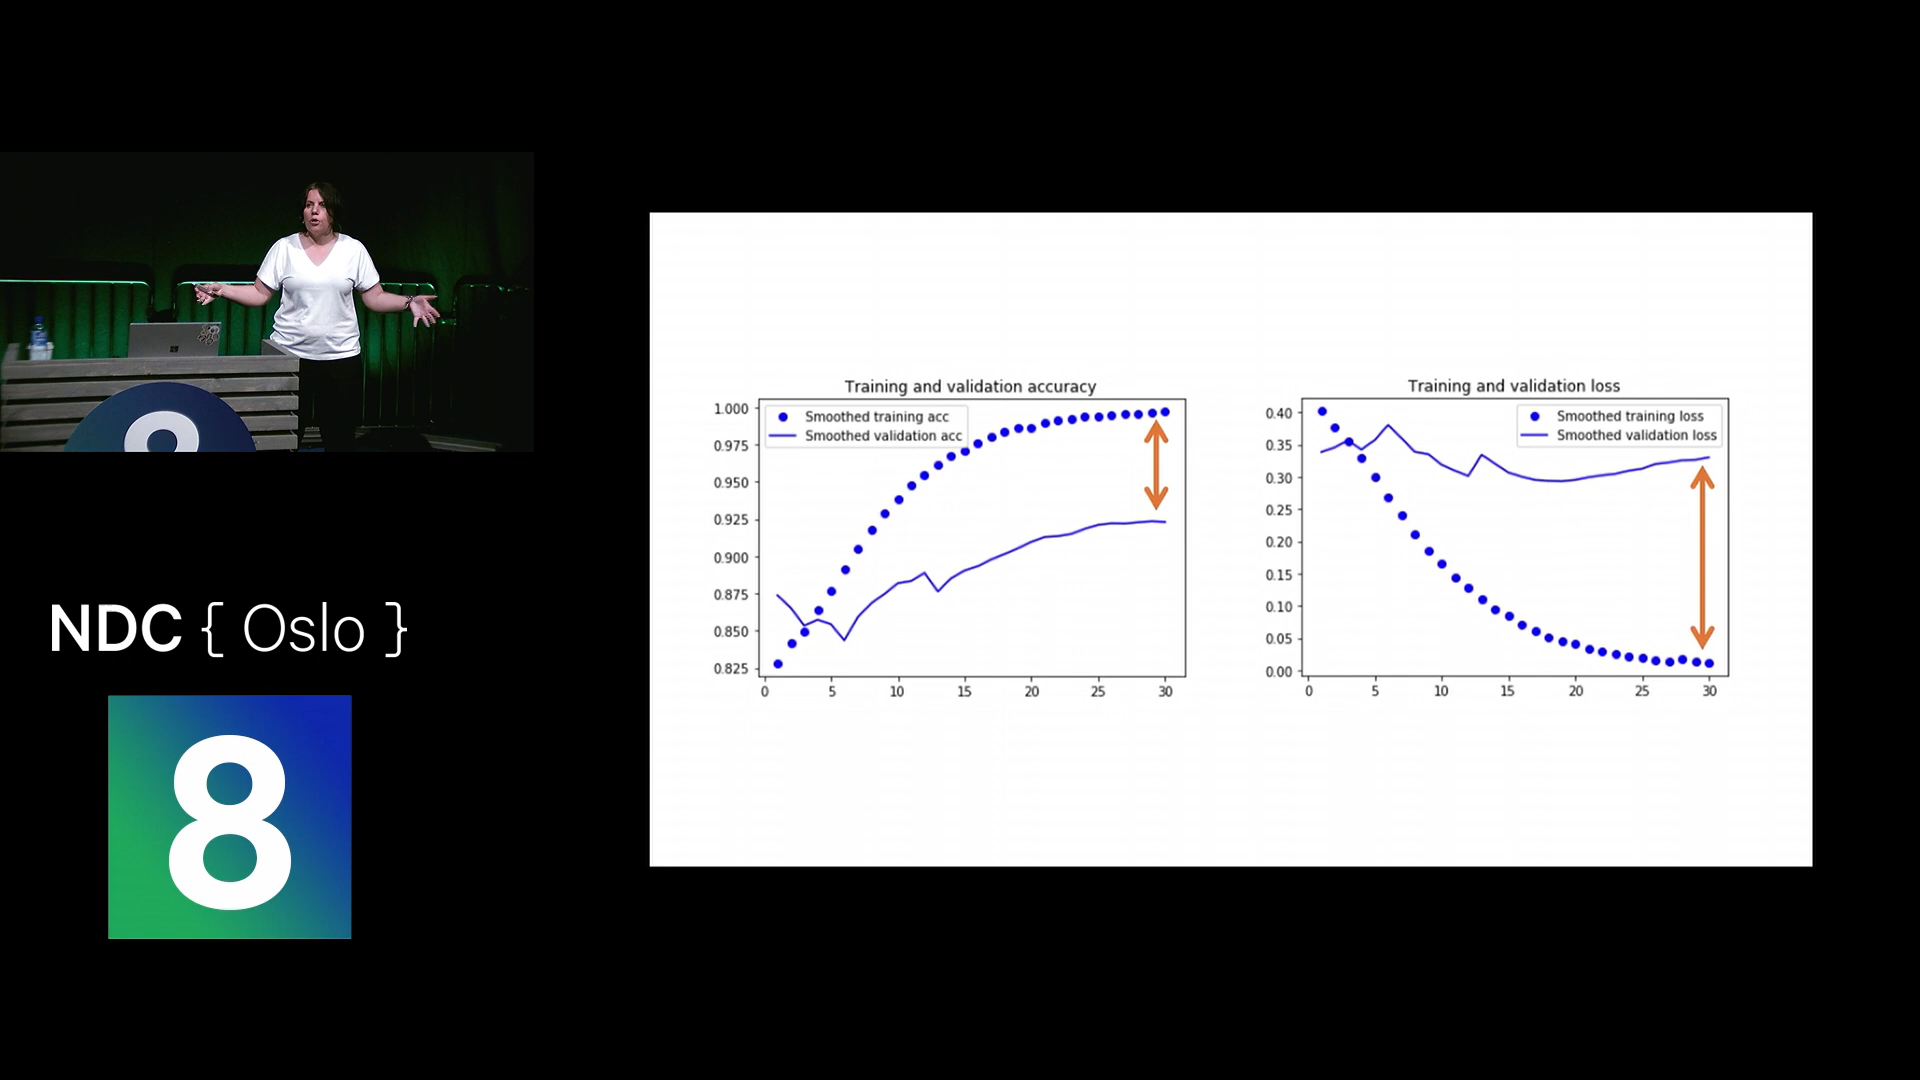 8
NDC { Oslo }
8
Training and validation accuracy
Smoothed training acc
Smoothed validation acc
1.000
0.975
0.950
0.925
0.900
0.875
0.850
0.825
0 5 10 15 20 25 30
Training and validation loss
Smoothed training loss
Smoothed validation loss
0.40
0.35
0.30
0.25
0.20
0.15
0.10
0.05
0.00
0 5 10 15 20 25 30